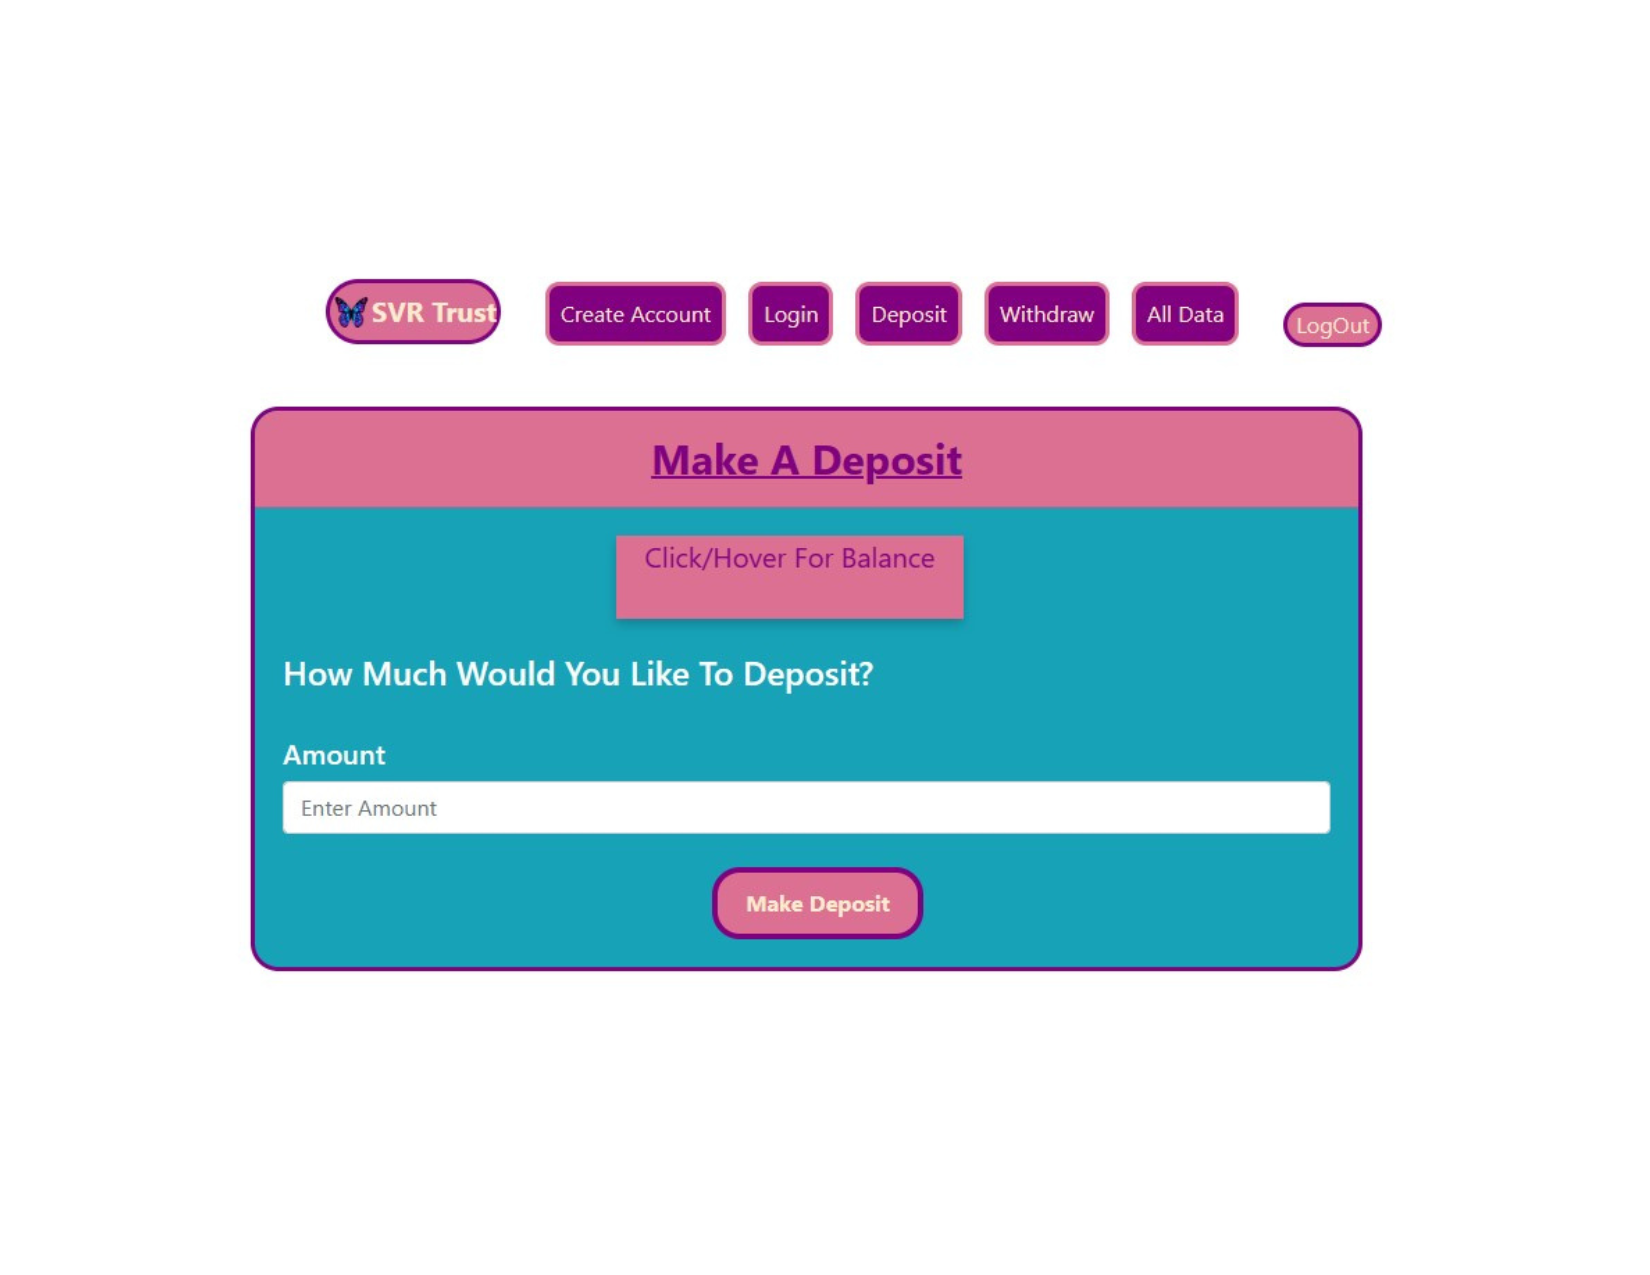 SVR Trust
Create Account
Login
Deposit
Withdraw
All Data
LogOut
Make A Deposit
Click/Hover For Balance
How Much Would You Like To Deposit?
Amount
Enter Amount
Make Deposit